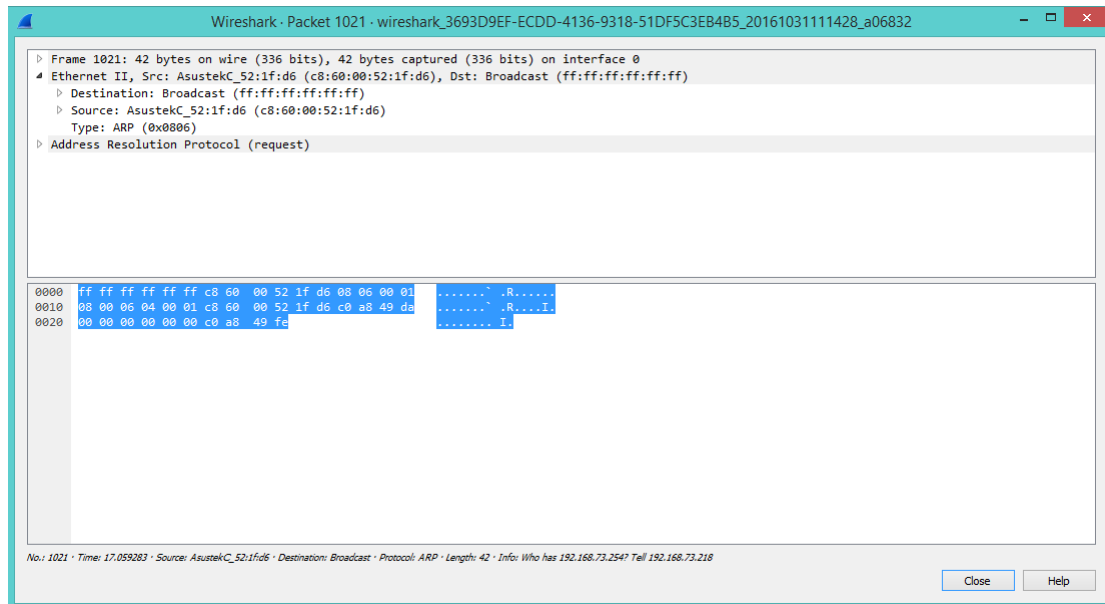 Wireshark · Packet 1021 · wireshark_3693D9EF-ECDD-4136-9318-51DF5C3EB4B5_20161031111428_a06832
Frame 1021: 42 bytes on wire (336 bits), 42 bytes captured (336 bits) on interface 0
Ethernet II, Src: AsustekC_52:1f:d6 (c8:60:00:52:1f:d6), Dst: Broadcast (ff:ff:ff:ff:ff:ff)
Destination: Broadcast (ff:ff:ff:ff:ff:ff)
Source: AsustekC_52:1f:d6 (c8:60:00:52:1f:d6)
Type: ARP (0x0806)
Address Resolution Protocol (request)
0000 ff ff ff ff ff ff c8 60 00 52 1f d6 08 06 00 01 .......` .R......
0010 08 00 06 04 00 01 c8 60 00 52 1f d6 c0 a8 49 da .......` .R....I.
0020 00 00 00 00 00 00 c0 a8 49 fe ........ I.
No.: 1021 · Time: 17.059283 · Source: AsustekC_52:1f:d6 · Destination: Broadcast · Protocol: ARP · Length: 42 · Info: Who has 192.168.73.254? Tell 192.168.73.218
Close Help